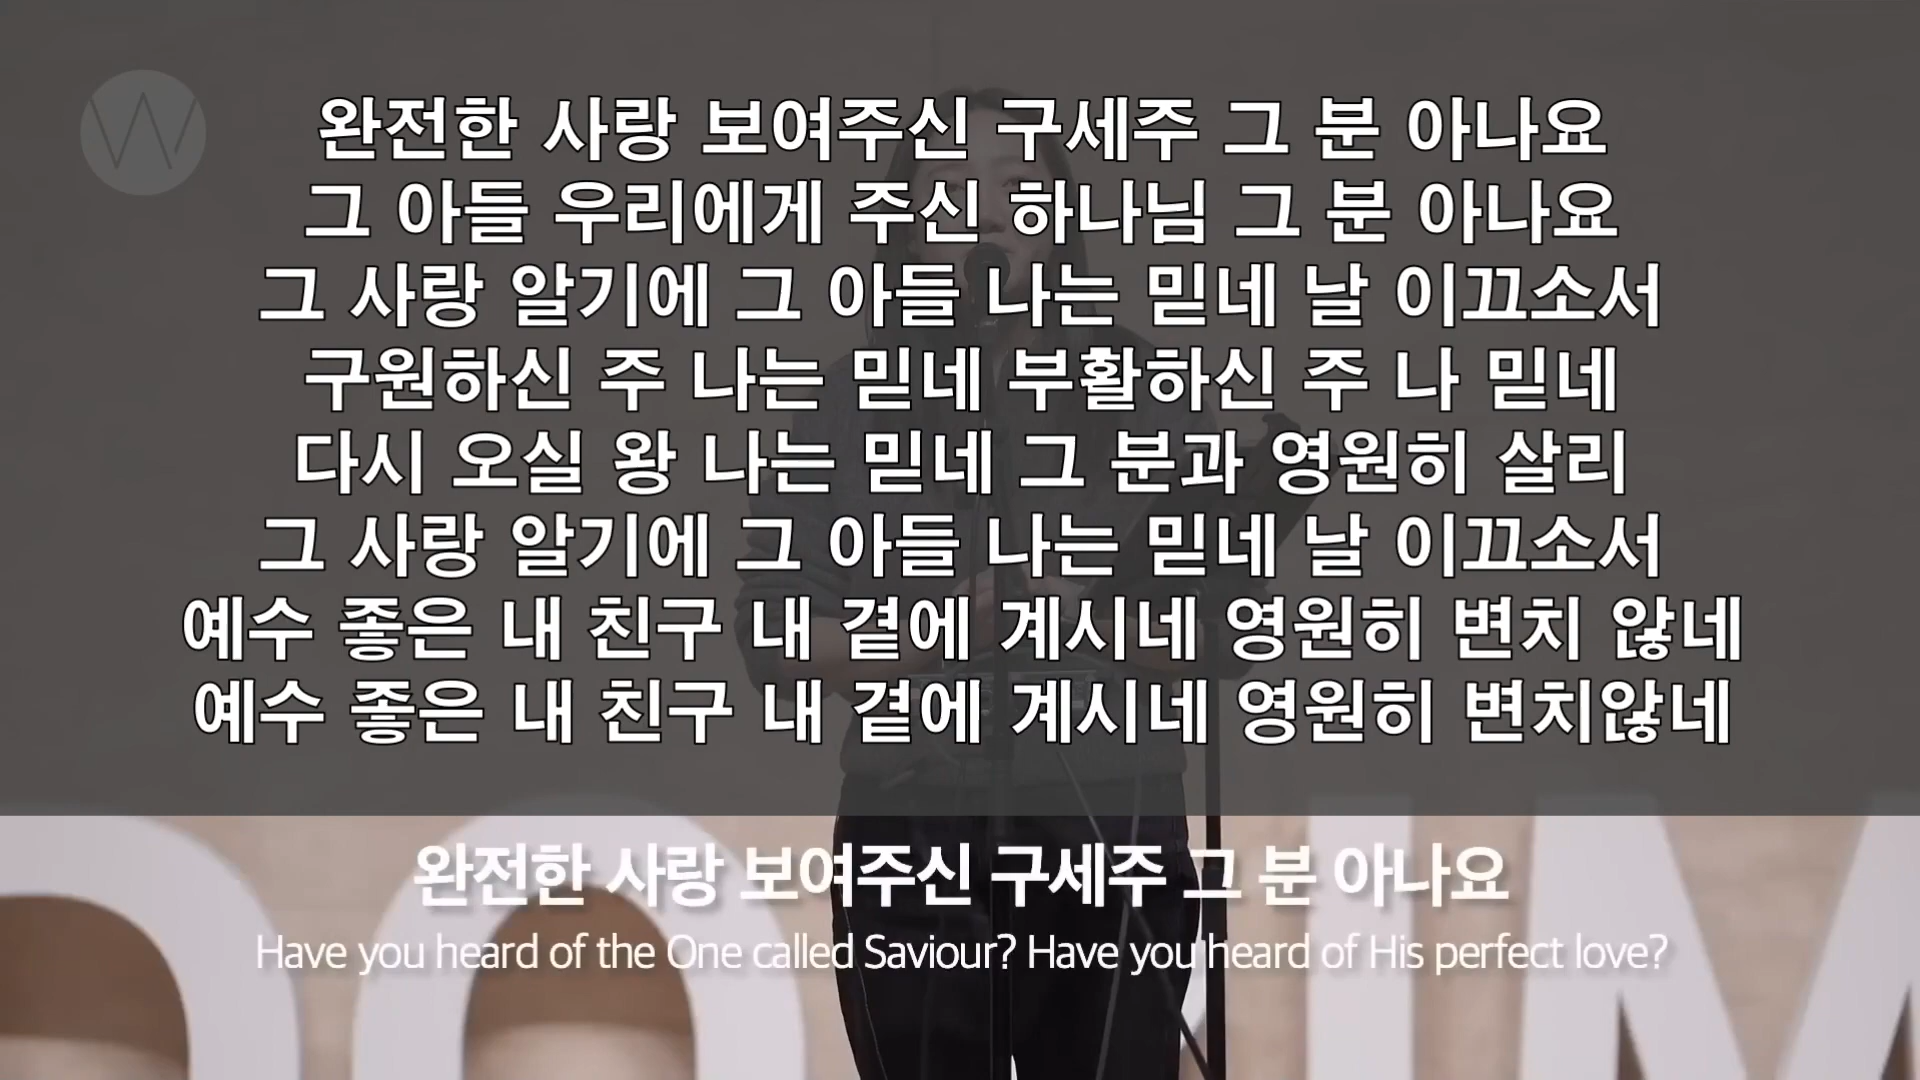 W
완전한 사랑 보여주신 구세주 그 분 아나요
그 아들 우리에게 주신 하나님 그 분 아나요
그 사랑 알기에 그 아들 나는 믿네 날 이끄소서
구원하신 주 나는 믿네 부활하신 주 나 믿네
다시 오실 왕 나는 믿네 그 분과 영원히 살리
그 사랑 알기에 그 아들 나는 믿네 날 이끄소서
예수 좋은 내 친구 내 곁에 계시네 영원히 변치 않네
예수 좋은 내 친구 내 곁에 계시네 영원히 변치않네
완전한 사랑 보여주신 구세주 그 분 아나요
Have you heard of the One called Saviour? Have you heard of His perfect love?